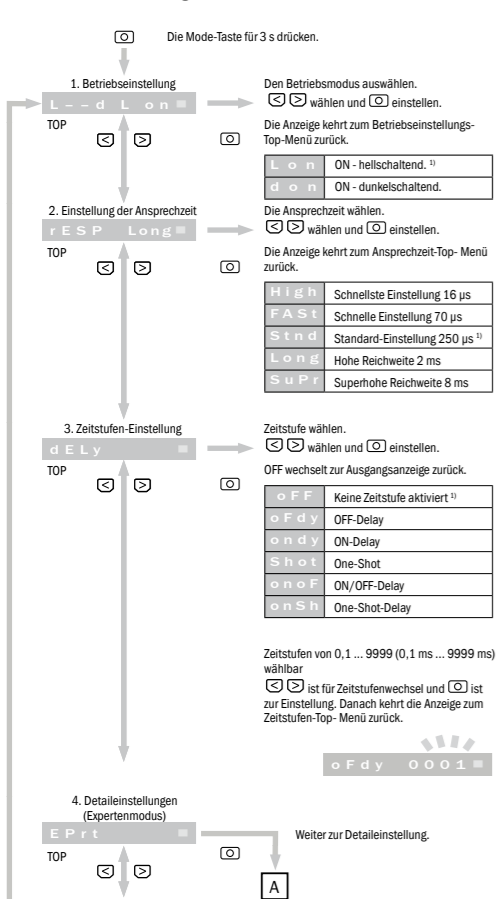 Die Mode-Taste für 3 s drücken.
1. Betriebseinstellung
L--d L on
TOP
Den Betriebsmodus auswählen.
wählen und einstellen.
Die Anzeige kehrt zum Betriebseinstellungs-
Top-Menü zurück.
L o n ON - hellschaltend. 1)
d o n ON - dunkelschaltend.
2. Einstellung der Ansprechzeit
rESP Long
TOP
Die Ansprechzeit wählen.
wählen und einstellen.
Die Anzeige kehrt zum Ansprechzeit-Top- Menü
zurück.
High Schnellste Einstellung 16 µs
FASt Schnelle Einstellung 70 µs
Stnd Standard-Einstellung 250 µs 1)
Long Hohe Reichweite 2 ms
SuPr Superhohe Reichweite 8 ms
3. Zeitstufen-Einstellung
dELy
TOP
Zeitstufe wählen.
wählen und einstellen.
OFF wechselt zur Ausgangsanzeige zurück.
oFF Keine Zeitstufe aktiviert 1)
oFdy OFF-Delay
ondy ON-Delay
Shot One-Shot
onoF ON/OFF-Delay
onSh One-Shot-Delay
Zeitstufen von 0,1 ... 9999 (0,1 ms ... 9999 ms)
wählbar
ist für Zeitstufenwechsel und ist
zur Einstellung. Danach kehrt die Anzeige zum
Zeitstufen-Top- Menü zurück.
oFdy 0001
4. Detaileinstellungen
(Expertenmodus)
EPrt
TOP
Weiter zur Detaileinstellung.
A